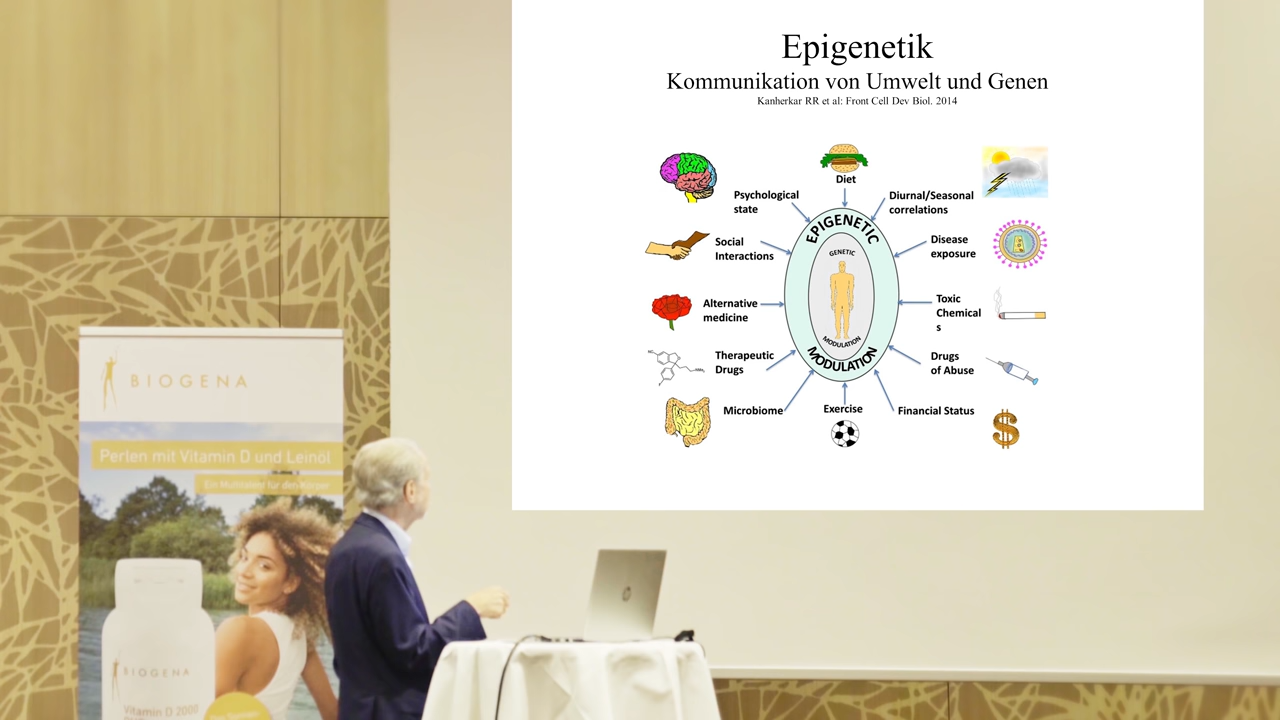 Epigenetik
Kommunikation von Umwelt und Genen
Kanherkar RR et al: Front Cell Dev Biol. 2014
Diet
Psychological
state
Diurnal/Seasonal
correlations
EPIGENETIC
Social
Interactions
Disease
exposure
GENETIC
Alternative
medicine
Toxic
Chemical
s
MODULATION
MODULATION
Therapeutic
Drugs
Drugs
of Abuse
Microbiome
Exercise
Financial Status
BIOGENA
Perlen mit Vitamin D und Leinöl
Ein Multitalent für den Körper
BIOGENA
Vitamin D 2000